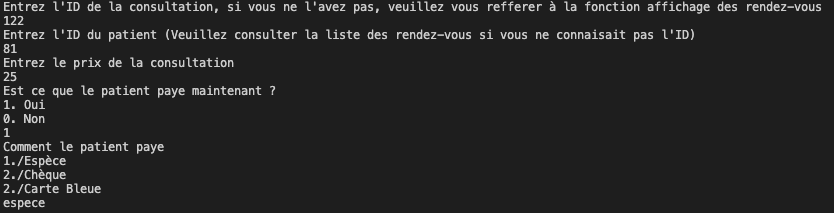 Entrez l'ID de la consultation, si vous ne l'avez pas, veuillez vous refferer à la fonction affichage des rendez-vous
122
Entrez l'ID du patient (Veuillez consulter la liste des rendez-vous si vous ne connaisait pas l'ID)
81
Entrez le prix de la consultation
25
Est ce que le patient paye maintenant ?
1. Oui
0. Non
1
Comment le patient paye
1./Espèce
2./Chèque
2./Carte Bleue
espece